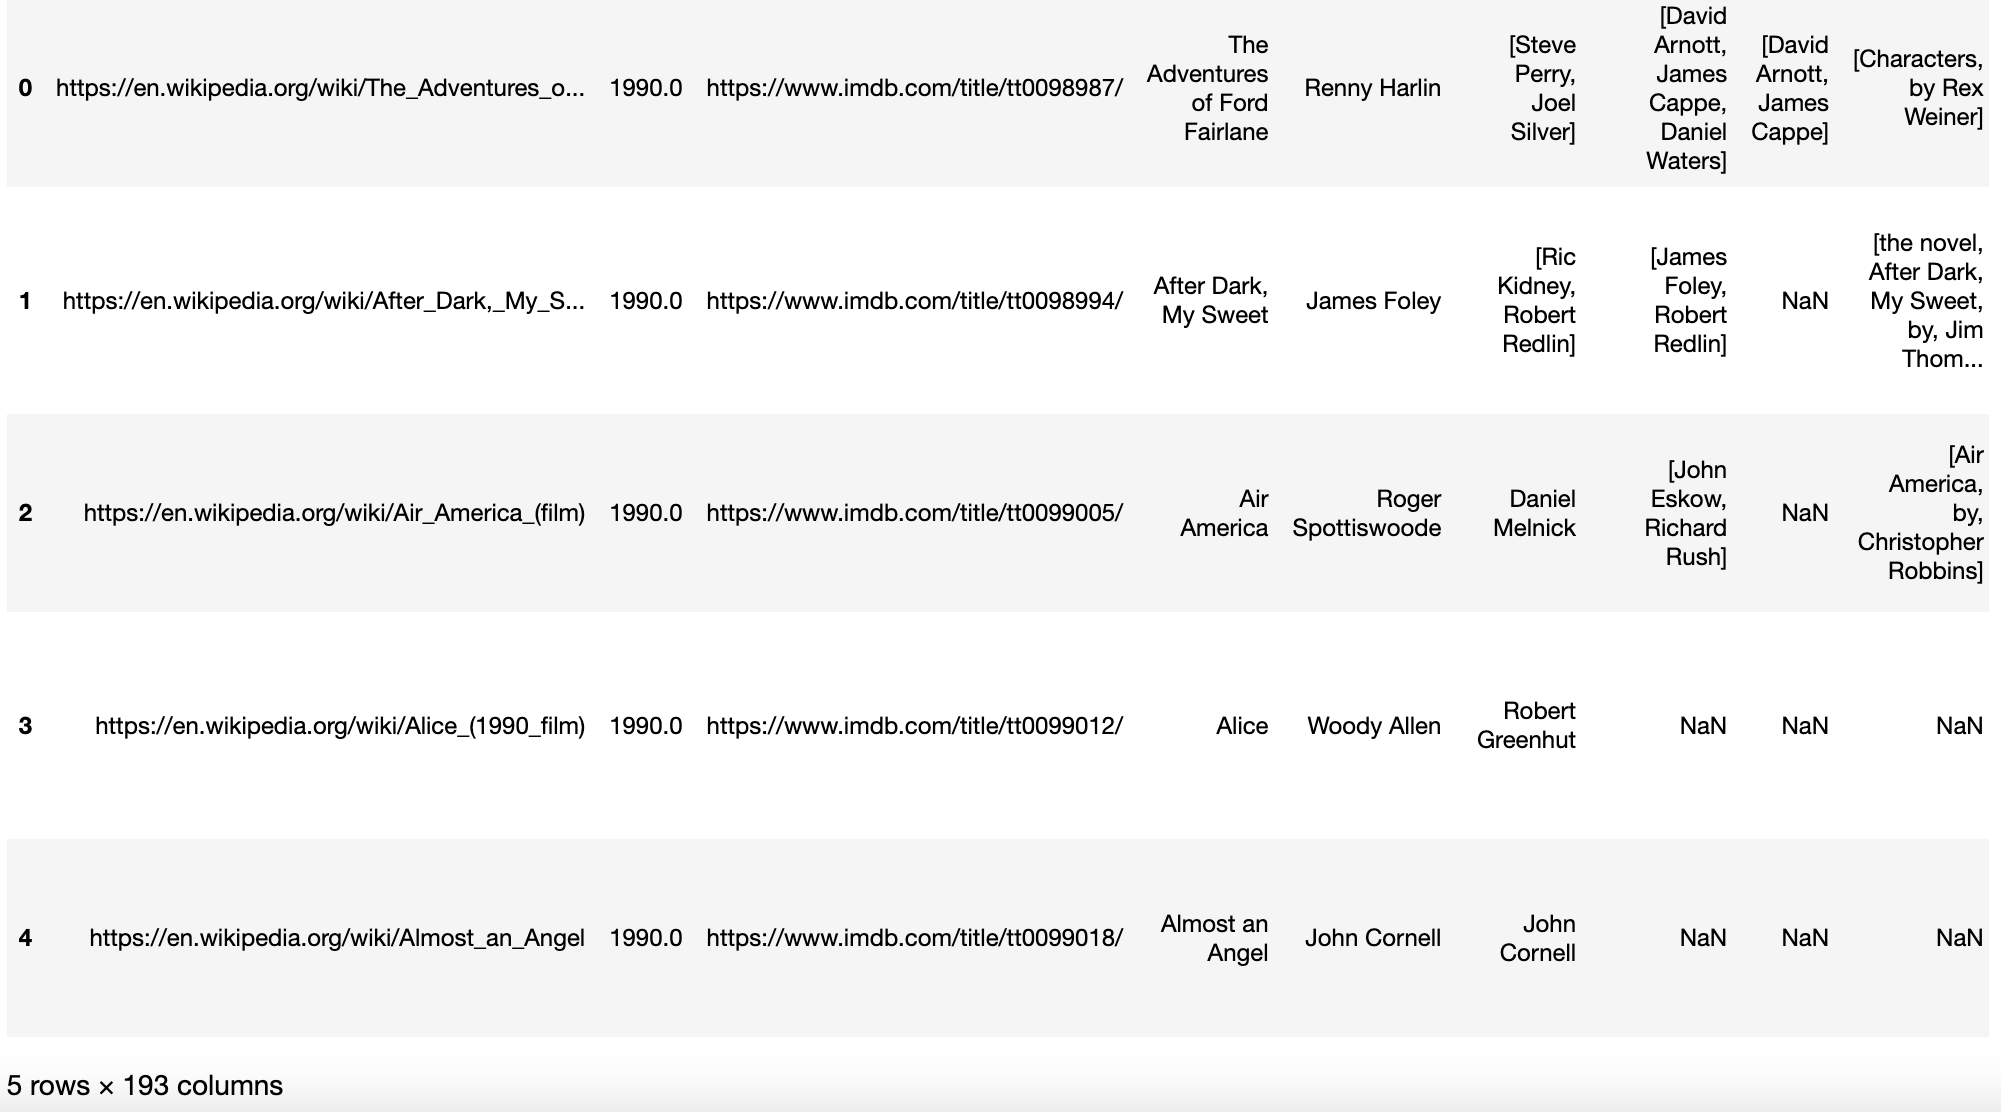 0 https://en.wikipedia.org/wiki/The_Adventures_o... 1990.0 https://www.imdb.com/title/tt0098987/ The Adventures of Ford Fairlane Renny Harlin [Steve Perry, Joel Silver] [David Arnott, James Cappe, Daniel Waters] [David Arnott, James Cappe] [Characters, by Rex Weiner]
1 https://en.wikipedia.org/wiki/After_Dark,_My_S... 1990.0 https://www.imdb.com/title/tt0098994/ After Dark, My Sweet James Foley [Ric Kidney, Robert Redlin] [James Foley, Robert Redlin] NaN [the novel, After Dark, My Sweet, by, Jim Thom...
2 https://en.wikipedia.org/wiki/Air_America_(film) 1990.0 https://www.imdb.com/title/tt0099005/ Air America Roger Spottiswoode Daniel Melnick [John Eskow, Richard Rush] NaN [Air America, by, Christopher Robbins]
3 https://en.wikipedia.org/wiki/Alice_(1990_film) 1990.0 https://www.imdb.com/title/tt0099012/ Alice Woody Allen Robert Greenhut NaN NaN NaN
4 https://en.wikipedia.org/wiki/Almost_an_Angel 1990.0 https://www.imdb.com/title/tt0099018/ Almost an Angel John Cornell John Cornell NaN NaN NaN
5 rows × 193 columns